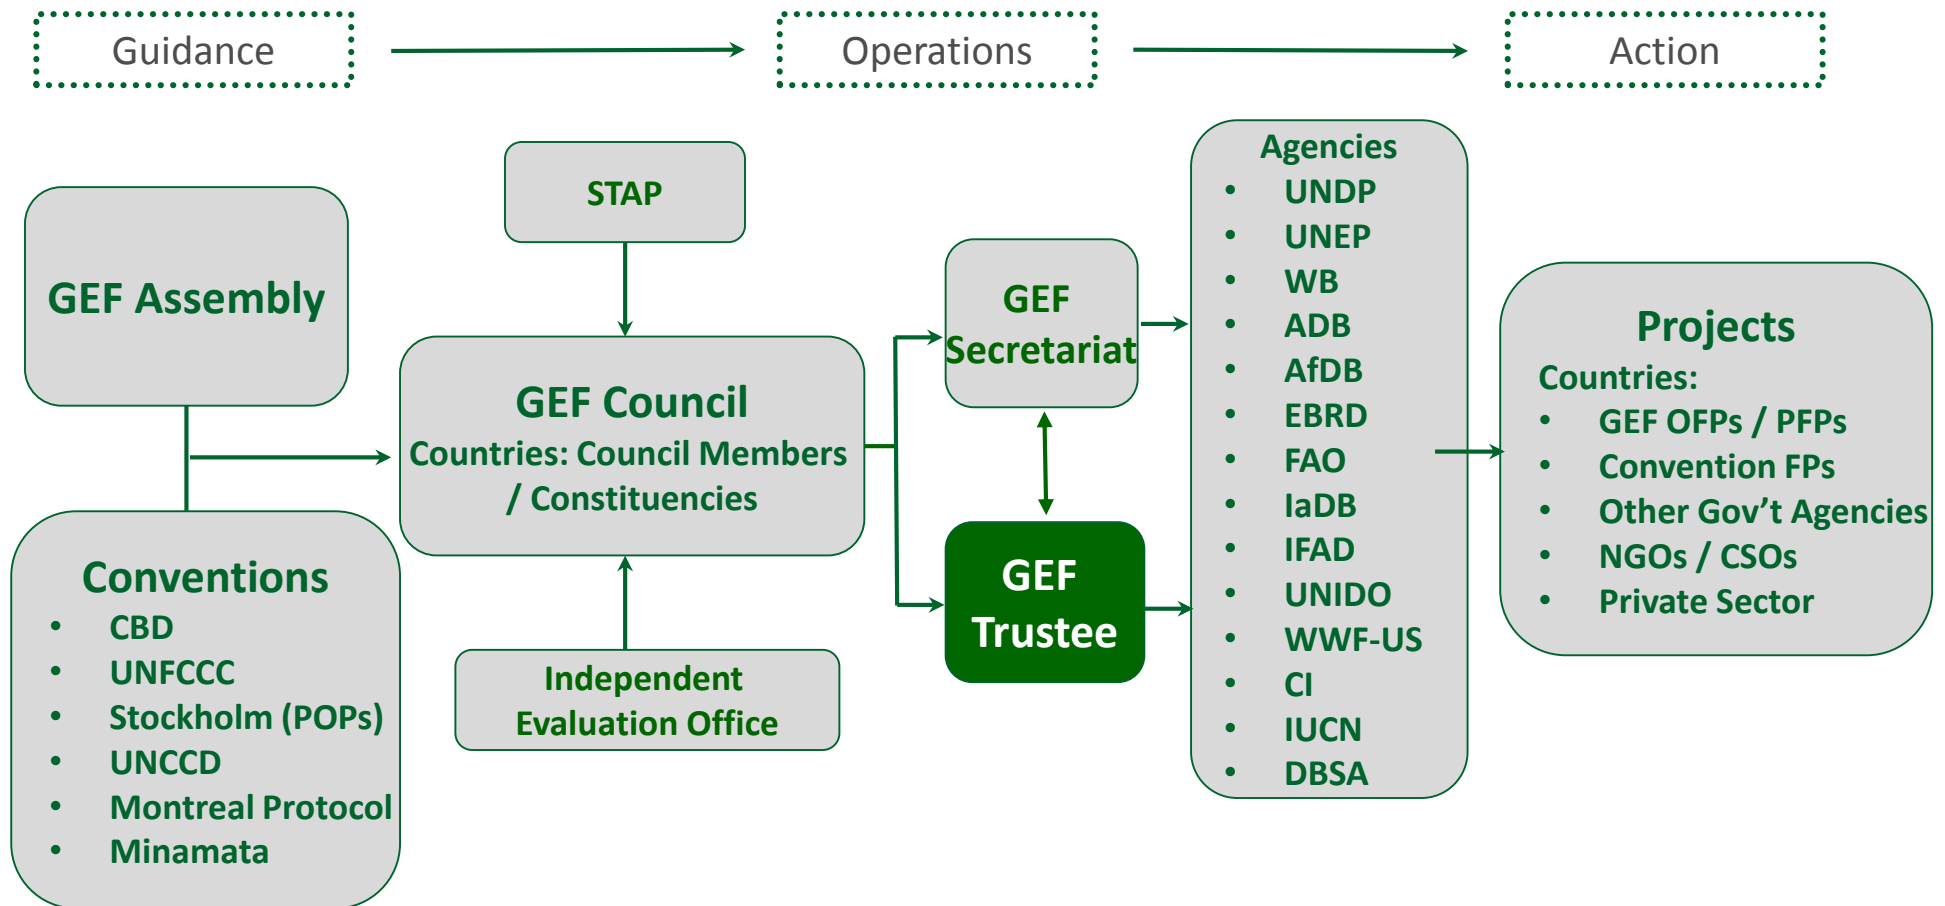 Guidance
Operations
Action
GEF Assembly
Conventions
• CBD
• UNFCCC
• Stockholm (POPs)
• UNCCD
• Montreal Protocol
• Minamata
STAP
GEF Council
Countries: Council Members
/ Constituencies
Independent
Evaluation Office
GEF
Secretariat
GEF
Trustee
Agencies
• UNDP
• UNEP
• WB
• ADB
• AfDB
• EBRD
• FAO
• IaDB
• IFAD
• UNIDO
• WWF-US
• CI
• IUCN
• DBSA
Projects
Countries:
• GEF OFPs / PFPs
• Convention FPs
• Other Gov’t Agencies
• NGOs / CSOs
• Private Sector